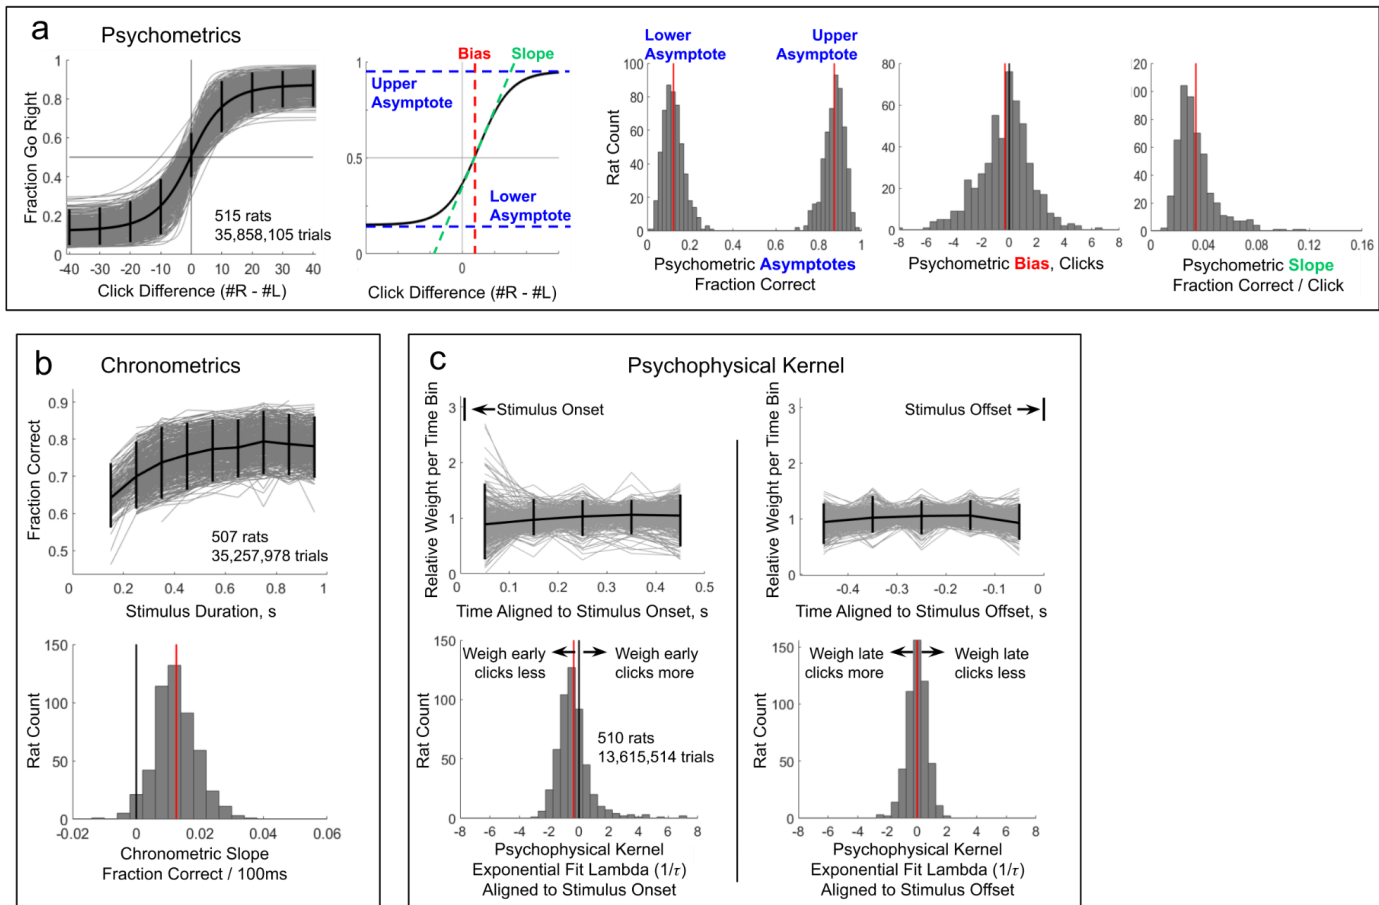 a
Psychometrics
Fraction Go Right
1
0.8
0.6
0.4
0.2
0
515 rats
35,858,105 trials
-40 -30 -20 -10 0 10 20 30 40
Click Difference (#R - #L)
Bias
Slope
Upper
Asymptote
Lower
Asymptote
1
0.5
0
0
Click Difference (#R - #L)
Lower
Asymptote
Upper
Asymptote
Rat Count
100
80
60
40
20
0
0 0.2 0.4 0.6 0.8 1
Psychometric Asymptotes
Fraction Correct
80
60
40
20
0
-8 -6 -4 -2 0 2 4 6 8
Psychometric Bias, Clicks
120
100
80
60
40
20
0
0 0.04 0.08 0.12 0.16
Psychometric Slope
Fraction Correct / Click
b
Chronometrics
Fraction Correct
0.9
0.8
0.7
0.6
0.5
507 rats
35,257,978 trials
0.2 0.4 0.6 0.8 1
Stimulus Duration, s
Rat Count
150
100
50
0
-0.02 0 0.02 0.04 0.06
Chronometric Slope
Fraction Correct / 100ms
c
Psychophysical Kernel
Relative Weight per Time Bin
3
2
1
0
Stimulus Onset
0 0.1 0.2 0.3 0.4 0.5
Time Aligned to Stimulus Onset, s
Relative Weight per Time Bin
3
2
1
0
Stimulus Offset
-0.4 -0.3 -0.2 -0.1 0
Time Aligned to Stimulus Offset, s
Rat Count
150
100
50
0
Weigh early
clicks less
Weigh early
clicks more
510 rats
13,615,514 trials
-8 -6 -4 -2 0 2 4 6 8
Psychophysical Kernel
Exponential Fit Lambda (1/τ)
Aligned to Stimulus Onset
Rat Count
150
100
50
0
Weigh late
clicks more
Weigh late
clicks less
-8 -6 -4 -2 0 2 4 6 8
Psychophysical Kernel
Exponential Fit Lambda (1/τ)
Aligned to Stimulus Offset